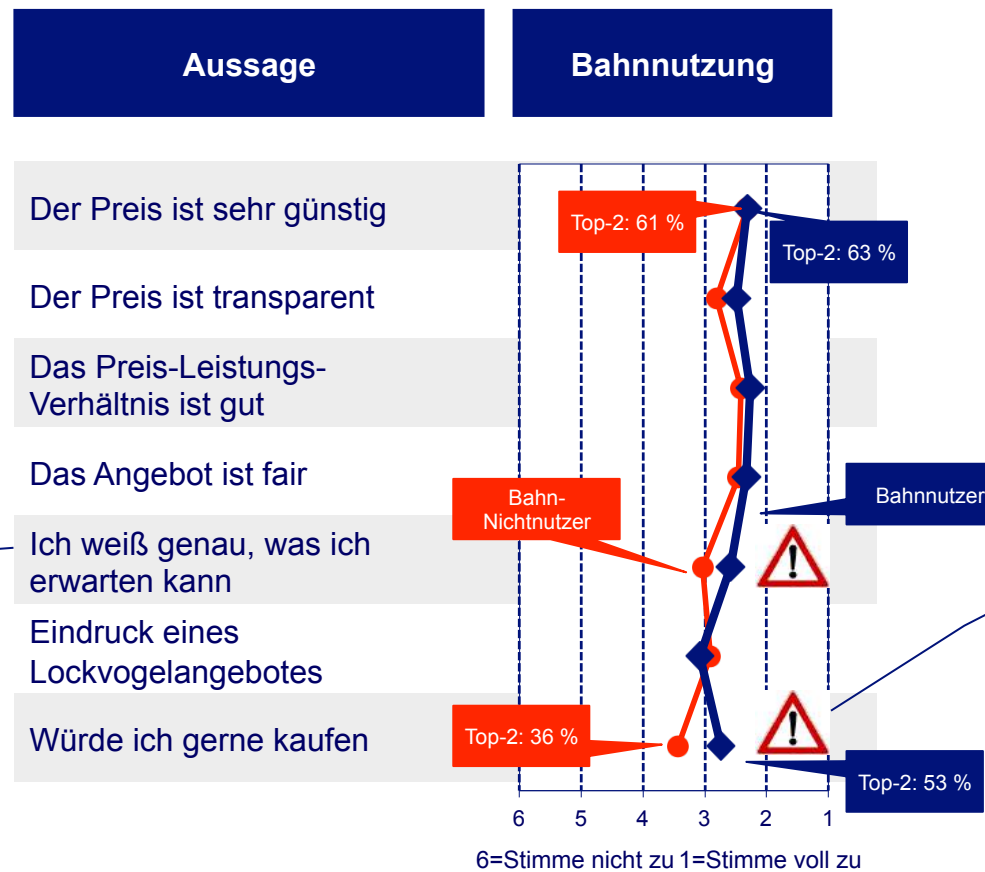 Aussage
Bahnnutzung
Der Preis ist sehr günstig
Top-2: 61 %
Top-2: 63 %
Der Preis ist transparent
Das Preis-Leistungs-
Verhältnis ist gut
Das Angebot ist fair
Bahn-
Nichtnutzer
Bahnnutzer
Ich weiß genau, was ich
erwarten kann
!
Eindruck eines
Lockvogelangebotes
Würde ich gerne kaufen
Top-2: 36 %
!
Top-2: 53 %
6 5 4 3 2 1
6=Stimme nicht zu 1=Stimme voll zu